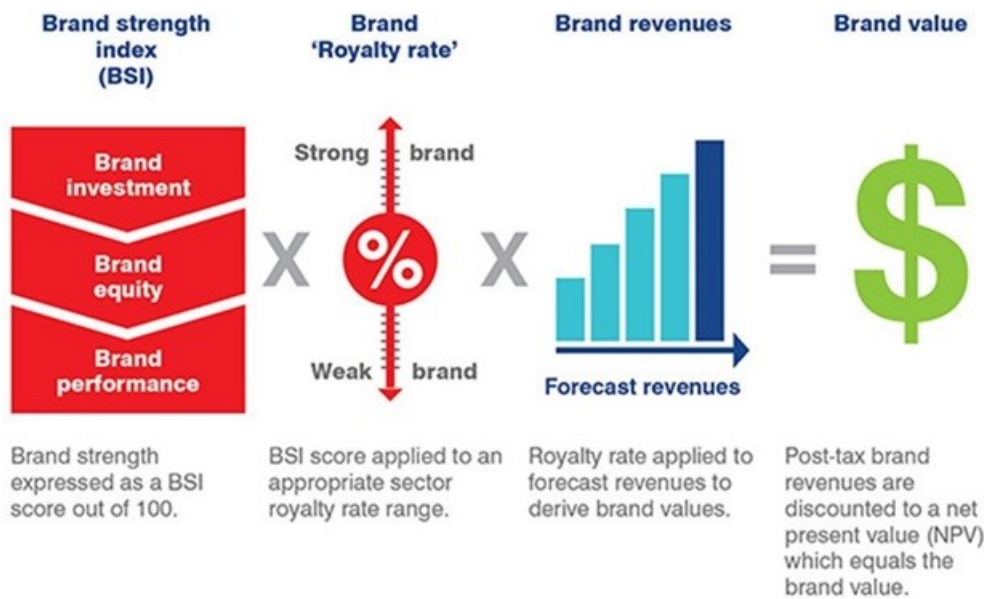 Brand strength
index
(BSI)
Brand
investment
Brand
equity
Brand
performance
Brand strength
expressed as a BSI
score out of 100.
X
Brand
‘Royalty rate’
Strong brand
%
Weak brand
BSI score applied to an
appropriate sector
royalty rate range.
X
Brand revenues
Forecast revenues
Royalty rate applied to
forecast revenues to
derive brand values.
=
Brand value
$
Post-tax brand
revenues are
discounted to a net
present value (NPV)
which equals the
brand value.